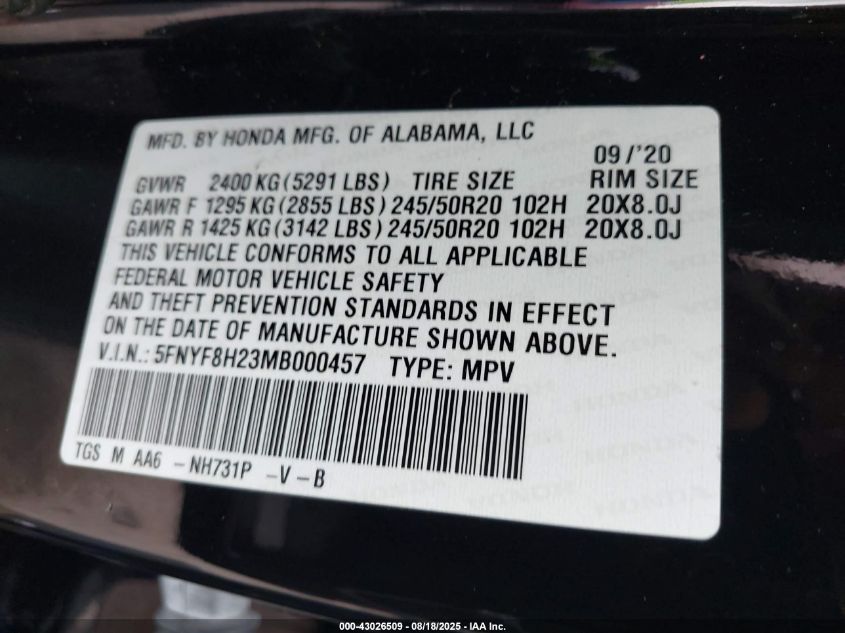 MFD. BY HONDA MFG. OF ALABAMA, LLC
09/'20
GVWR 2400 KG (5291 LBS) TIRE SIZE RIM SIZE
GAWR F 1295 KG (2855 LBS) 245/50R20 102H 20X8.0J
GAWR R 1425 KG (3142 LBS) 245/50R20 102H 20X8.0J
THIS VEHICLE CONFORMS TO ALL APPLICABLE
FEDERAL MOTOR VEHICLE SAFETY
AND THEFT PREVENTION STANDARDS IN EFFECT
ON THE DATE OF MANUFACTURE SHOWN ABOVE.
V.I.N.: 5FNYF8H23MB000457 TYPE: MPV
TGS M AA6 -NH731P -V-B
000-43026509 - 08/18/2025 - IAA Inc.